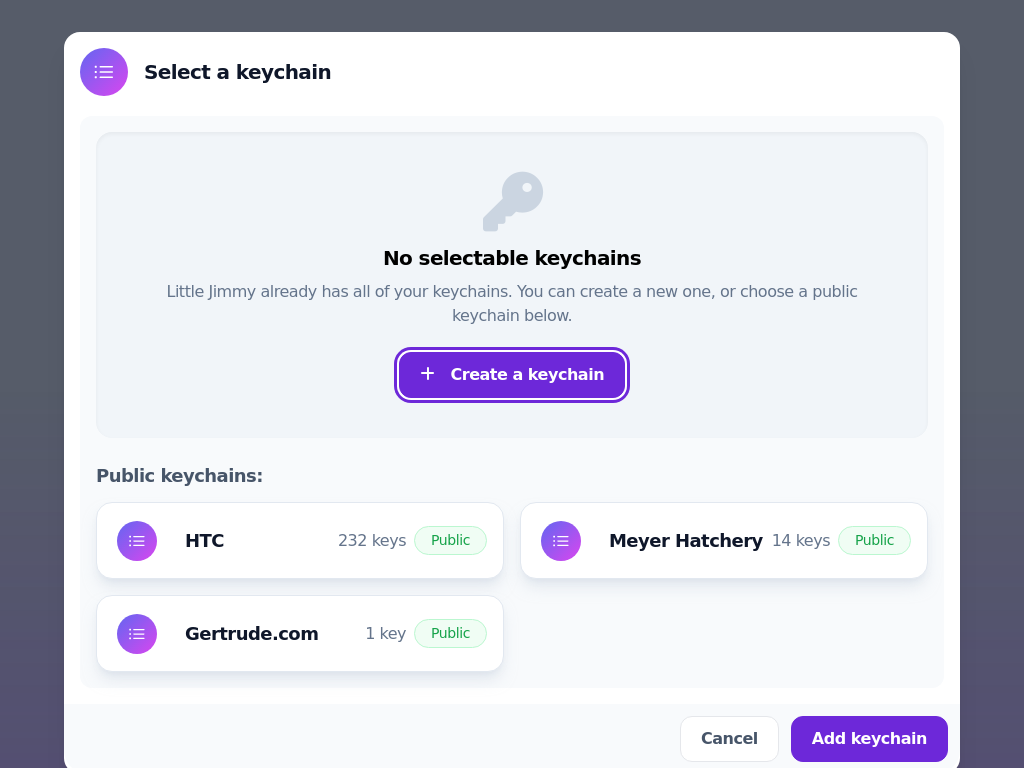 Select a keychain
No selectable keychains
Little Jimmy already has all of your keychains. You can create a new one, or choose a public
keychain below.
Create a keychain
Public keychains:
HTC 232 keys Public
Meyer Hatchery 14 keys Public
Gertrude.com 1 key Public
Cancel Add keychain